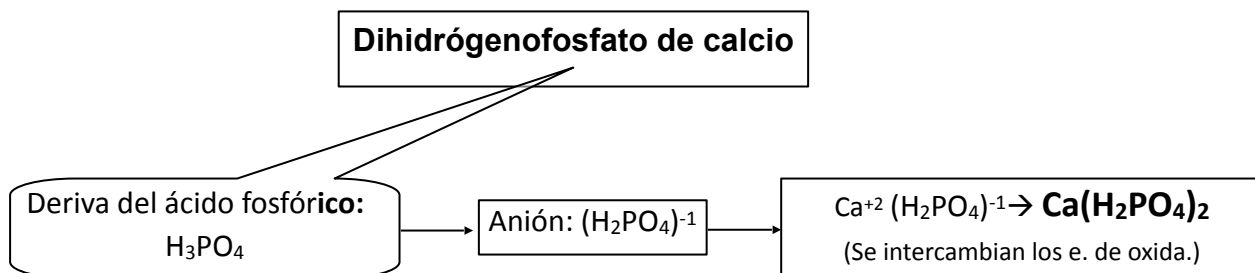 Dihidrógenofosfato de calcio
Deriva del ácido fosfórico:
H₃PO₄
Anión: (H₂PO₄)⁻¹
Ca⁺² (H₂PO₄)⁻¹→ Ca(H₂PO₄)₂
(Se intercambian los e. de oxida.)